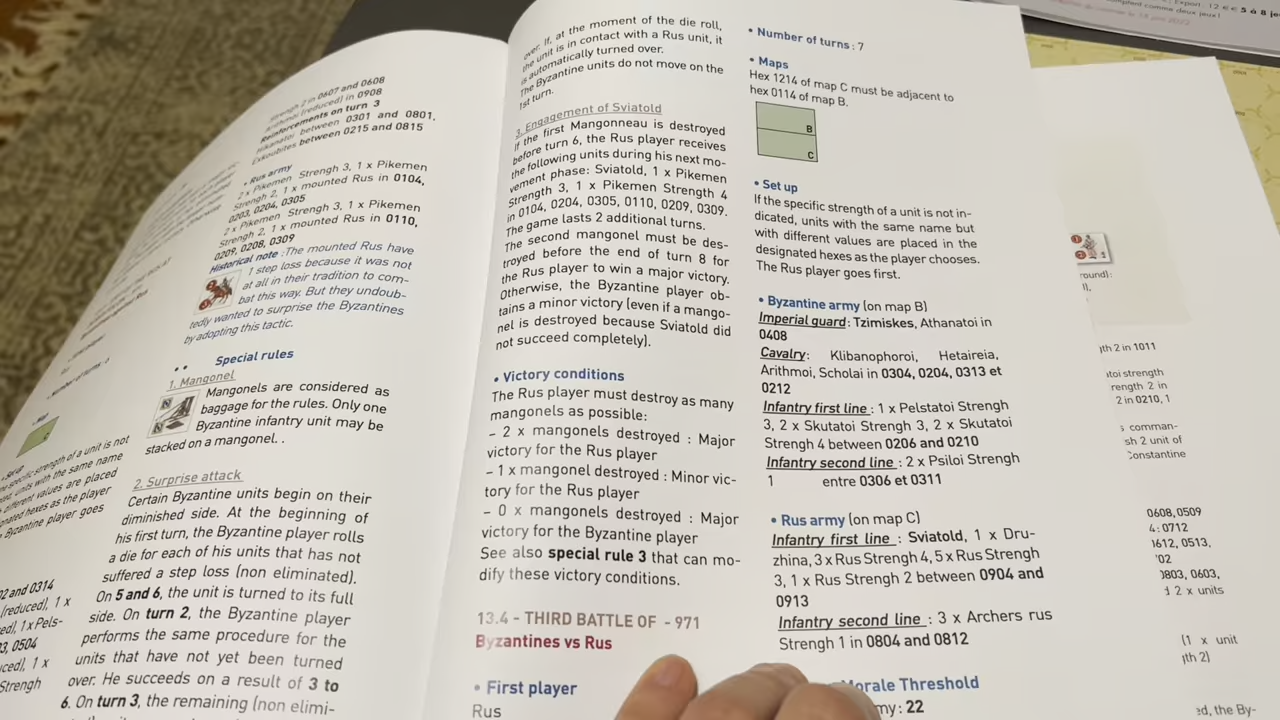 Strength 2 in 0607 and 0608
(reduced) in 0908
Reinforcements on turn 3
Hikanatoi between 0301 and 0801,
Exkoubites between 0215 and 0815
• Rus army
2 x Pikemen Strengh 3, 1 x Pikemen
Strengh 2, 1 x mounted Rus in 0104,
0203, 0204, 0305
2 x Pikemen Strengh 3, 1 x Pikemen
Strengh 2, 1 x mounted Rus in 0110,
0209, 0208, 0309
Historical note :The mounted Rus have
1 step loss because it was not
at all in their tradition to com-
bat this way. But they undoub-
tedly wanted to surprise the Byzantines
by adopting this tactic.
• • Special rules
1. Mangonel
Mangonels are considered as
baggage for the rules. Only one
Byzantine infantry unit may be
stacked on a mangonel. .
2. Surprise attack
Certain Byzantine units begin on their
diminished side. At the beginning of
his first turn, the Byzantine player rolls
a die for each of his units that has not
suffered a step loss (non eliminated).
On 5 and 6, the unit is turned to its full
side. On turn 2, the Byzantine player
performs the same procedure for the
units that have not yet been turned
over. He succeeds on a result of 3 to
6. On turn 3, the remaining (non elimi-
over. If, at the moment of the die roll,
the unit is in contact with a Rus unit, it
is automatically turned over.
The Byzantine units do not move on the
1st turn.
3. Engagement of Sviatold
If the first Mangonneau is destroyed
before turn 6, the Rus player receives
the following units during his next mo-
vement phase: Sviatold, 1 x Pikemen
Strength 3, 1 x Pikemen Strength 4
in 0104, 0204, 0305, 0110, 0209, 0309.
The game lasts 2 additional turns.
The second mangonel must be des-
troyed before the end of turn 8 for
the Rus player to win a major victory.
Otherwise, the Byzantine player ob-
tains a minor victory (even if a mango-
nel is destroyed because Sviatold did
not succeed completely).
• Victory conditions
The Rus player must destroy as many
mangonels as possible:
– 2 x mangonels destroyed : Major
victory for the Rus player
– 1 x mangonel destroyed : Minor vic-
tory for the Rus player
– 0 x mangonels destroyed : Major
victory for the Byzantine player
See also special rule 3 that can mo-
dify these victory conditions.
13.4 - THIRD BATTLE OF - 971
Byzantines vs Rus
• First player
Rus
• Number of turns : 7
• Maps
Hex 1214 of map C must be adjacent to
hex 0114 of map B.
B
C
• Set up
If the specific strength of a unit is not in-
dicated, units with the same name but
with different values are placed in the
designated hexes as the player chooses.
The Rus player goes first.
• Byzantine army (on map B)
Imperial guard : Tzimiskes, Athanatoi in
0408
Cavalry: Klibanophoroi, Hetaireia,
Arithmoi, Scholai in 0304, 0204, 0313 et
0212
Infantry first line : 1 x Pelstatoi Strengh
3, 2 x Skutatoi Strengh 3, 2 x Skutatoi
Strengh 4 between 0206 and 0210
Infantry second line : 2 x Psiloi Strengh
1 entre 0306 et 0311
• Rus army (on map C)
Infantry first line : Sviatold, 1 x Dru-
zhina, 3 x Rus Strengh 4, 5 x Rus Strengh
3, 1 x Rus Strengh 2 between 0904 and
0913
Infantry second line : 3 x Archers rus
Strengh 1 in 0804 and 0812
Morale Threshold
my : 22